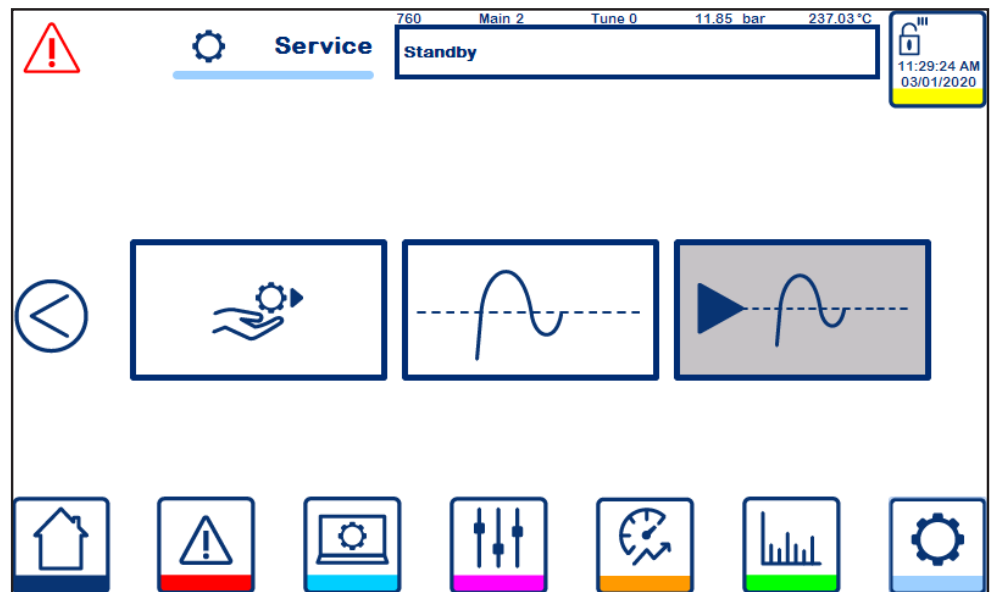 760 Main 2 Tune 0 11.85 bar 237.03 °C
Service
Standby
11:29:24 AM
03/01/2020